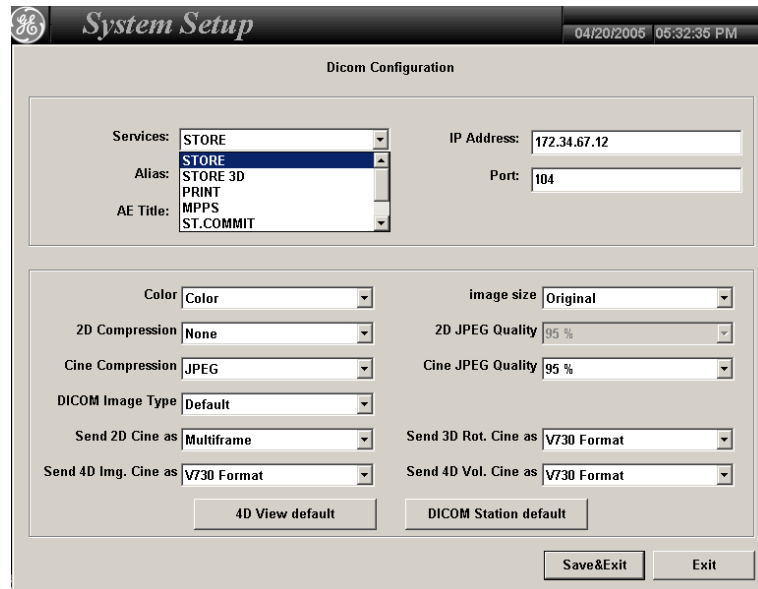 GE System Setup
04/20/2005 05:32:35 PM
Dicom Configuration
Services: STORE
STORE
STORE 3D
PRINT
MPPS
ST.COMMIT
Alias:
AE Title:
IP Address: 172.34.67.12
Port: 104
Color Color
image size Original
2D Compression None
2D JPEG Quality 95 %
Cine Compression JPEG
Cine JPEG Quality 95 %
DICOM Image Type Default
Send 2D Cine as Multiframe
Send 3D Rot. Cine as V730 Format
Send 4D Img. Cine as V730 Format
Send 4D Vol. Cine as V730 Format
4D View default
DICOM Station default
Save&Exit
Exit